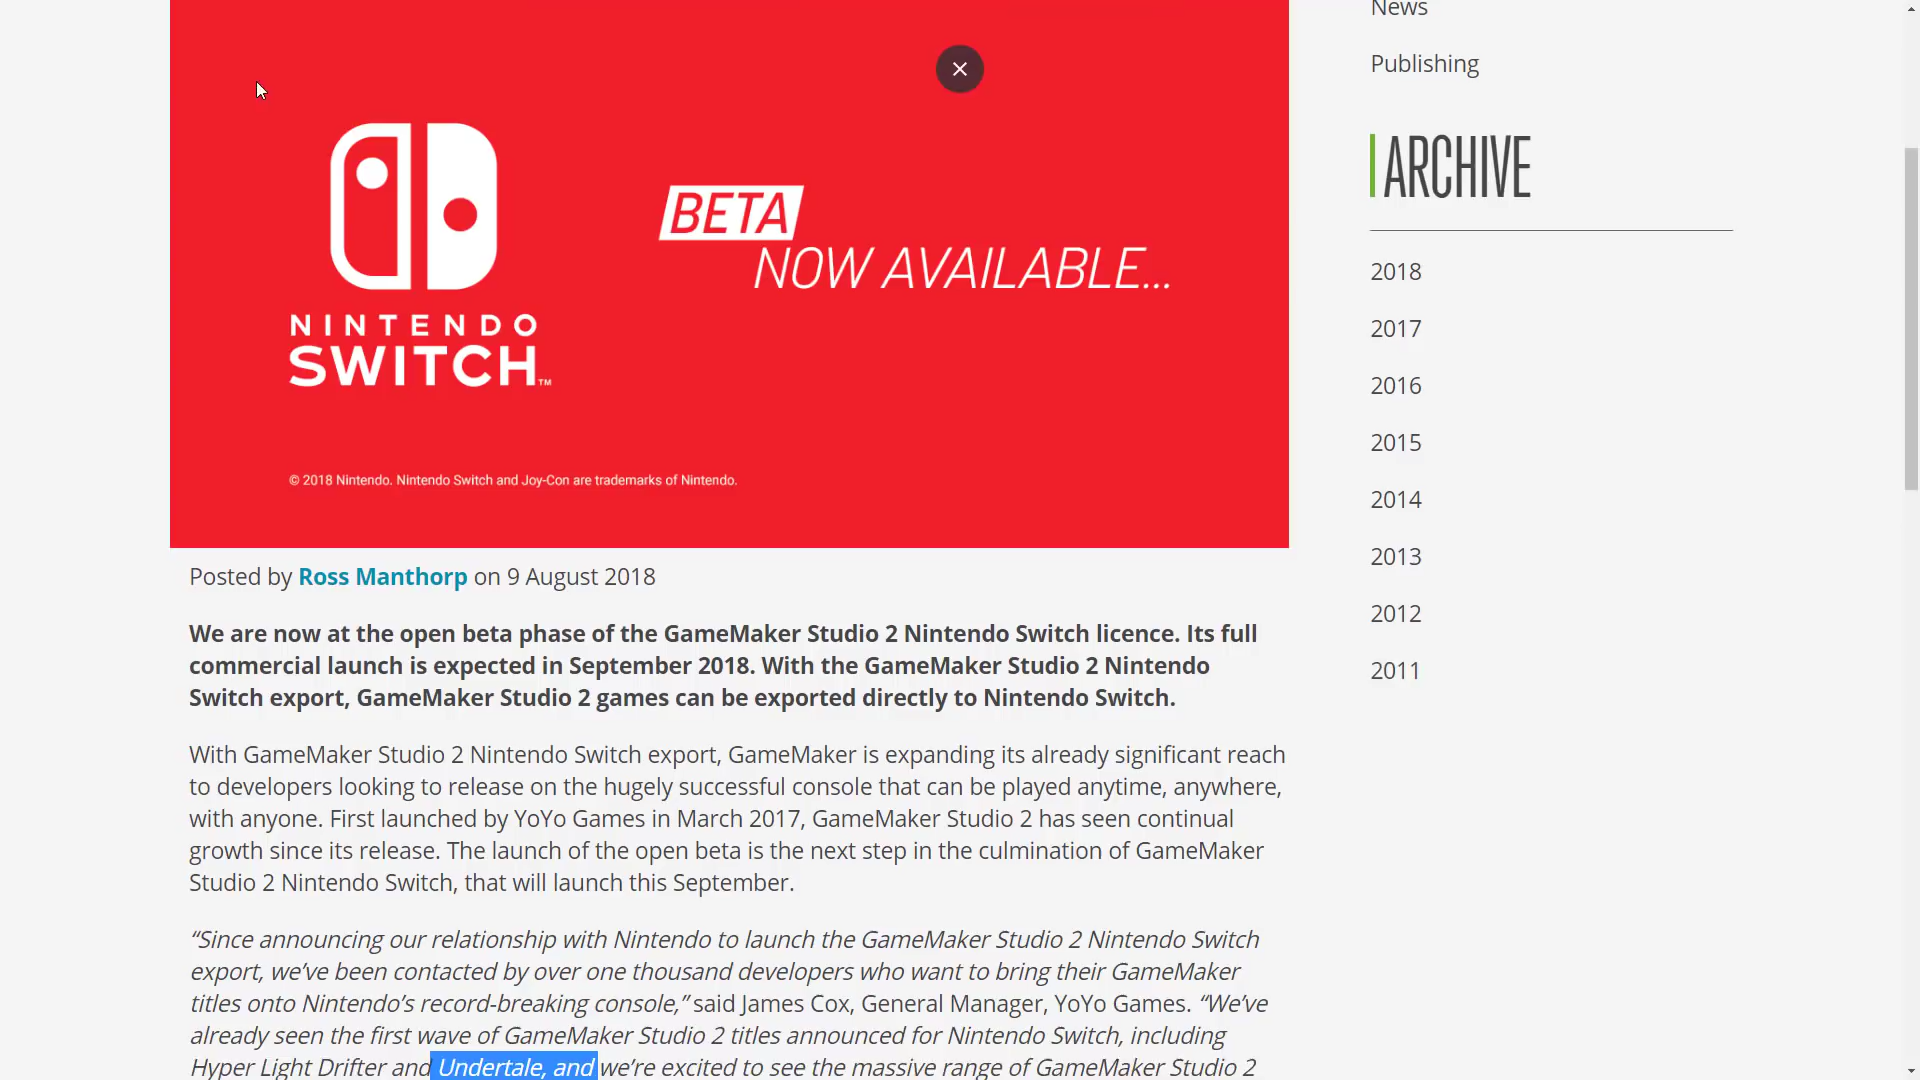 News
Publishing
ARCHIVE
2018
2017
2016
2015
2014
2013
2012
2011
NINTENDO
SWITCH™
BETA
NOW AVAILABLE...
© 2018 Nintendo. Nintendo Switch and Joy-Con are trademarks of Nintendo.
Posted by Ross Manthorp on 9 August 2018
We are now at the open beta phase of the GameMaker Studio 2 Nintendo Switch licence. Its full
commercial launch is expected in September 2018. With the GameMaker Studio 2 Nintendo
Switch export, GameMaker Studio 2 games can be exported directly to Nintendo Switch.
With GameMaker Studio 2 Nintendo Switch export, GameMaker is expanding its already significant reach
to developers looking to release on the hugely successful console that can be played anytime, anywhere,
with anyone. First launched by YoYo Games in March 2017, GameMaker Studio 2 has seen continual
growth since its release. The launch of the open beta is the next step in the culmination of GameMaker
Studio 2 Nintendo Switch, that will launch this September.
“Since announcing our relationship with Nintendo to launch the GameMaker Studio 2 Nintendo Switch
export, we’ve been contacted by over one thousand developers who want to bring their GameMaker
titles onto Nintendo’s record-breaking console,” said James Cox, General Manager, YoYo Games. “We’ve
already seen the first wave of GameMaker Studio 2 titles announced for Nintendo Switch, including
Hyper Light Drifter and Undertale, and we’re excited to see the massive range of GameMaker Studio 2